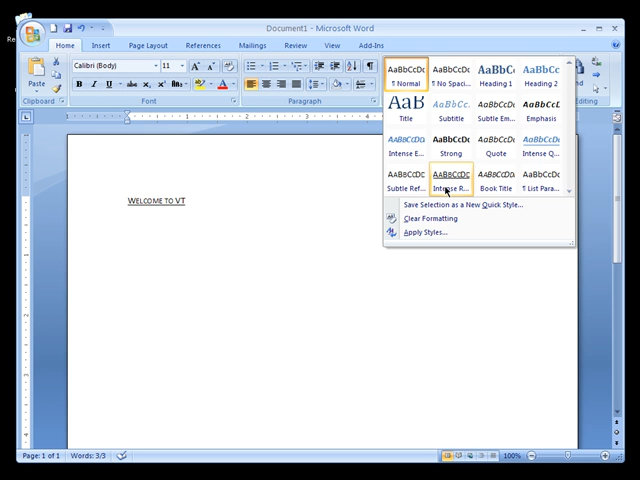 Re
Document1 - Microsoft Word
Home Insert Page Layout References Mailings Review View Add-Ins
Paste
Calibri (Body) 11
Clipboard Font Paragraph Editing
AaBbCcDc AaBbCcDc AaBbC AaBbCc
¶ Normal ¶ No Spaci... Heading 1 Heading 2
AaB AaBbCc. AaBbCcDc AaBbCcL
Title Subtitle Subtle Em... Emphasis
AaBbCcDc AaBbCcDc AaBbCcDc AaBbCcDc
Intense E... Strong Quote Intense Q...
AaBbCcDc AaBbCcDc AaBbCcDc AaBbCcDc
Subtle Ref... Intense R... Book Title ¶ List Para...
Save Selection as a New Quick Style...
Clear Formatting
Apply Styles...
WELCOME TO VT
Page: 1 of 1 Words: 3/3 100%